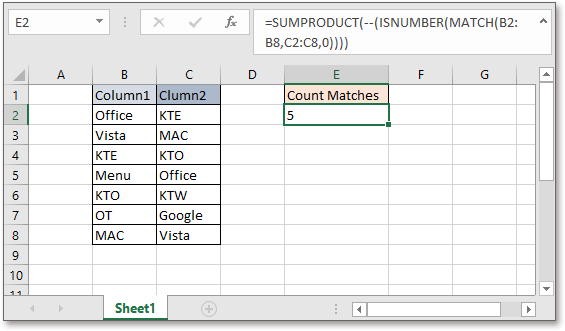 E2
fx
=SUMPRODUCT(--(ISNUMBER(MATCH(B2:
B8,C2:C8,0))))
A B C D E F G
1 Column1 Clumn2 Count Matches
2 Office KTE 5
3 Vista MAC
4 KTE KTO
5 Menu Office
6 KTO KTW
7 OT Google
8 MAC Vista
9
10
11
Sheet1